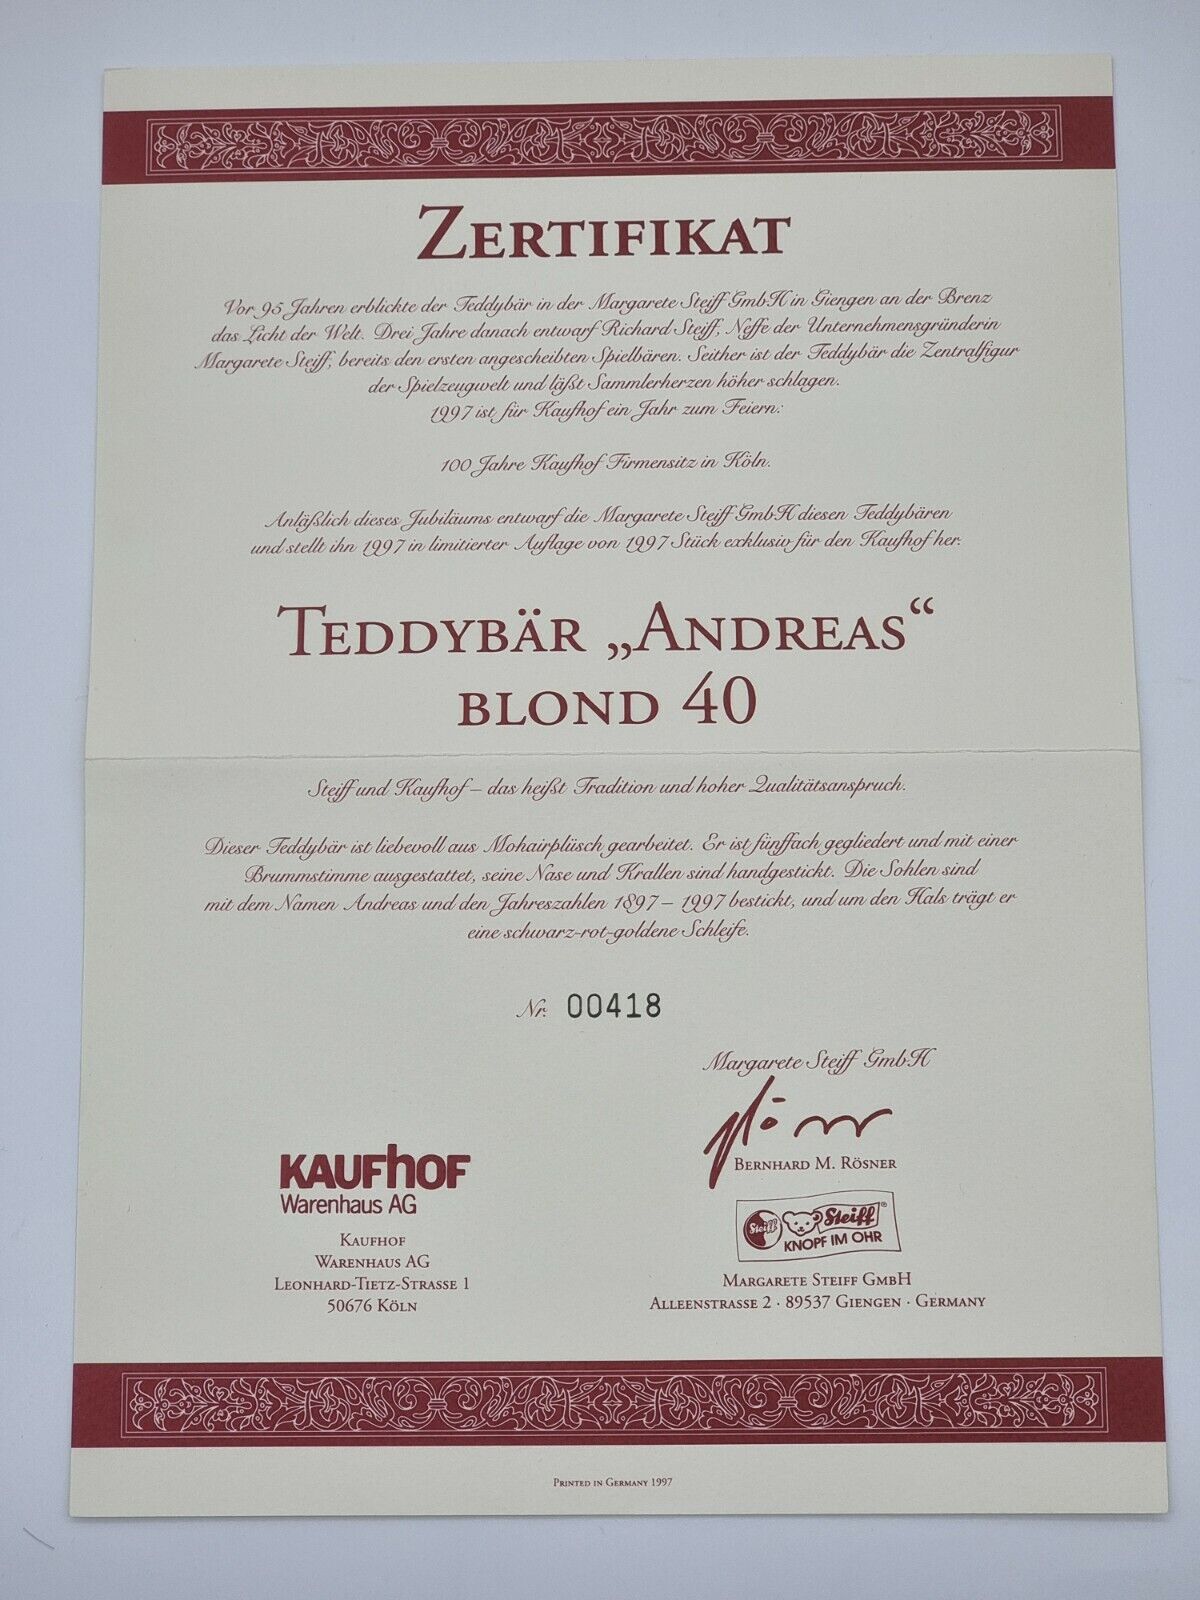 ZERTIFIKAT
Vor 95 Jahren erblickte der Teddybär in der Margarete Steiff GmbH in Giengen an der Brenz
das Licht der Welt. Drei Jahre danach entwarf Richard Steiff, Neffe der Unternehmensgründerin
Margarete Steiff, bereits den ersten angescheibten Spielbären. Seither ist der Teddybär die Zentralfigur
der Spielzeugwelt und läßt Sammlerherzen höher schlagen.
1997 ist für Kaufhof ein Jahr zum Feiern:
100 Jahre Kaufhof Firmensitz in Köln.
Anläßlich dieses Jubiläums entwarf die Margarete Steiff GmbH diesen Teddybären
und stellt ihn 1997 in limitierter Auflage von 1997 Stück exklusiv für den Kaufhof her.
TEDDYBÄR „ANDREAS“
BLOND 40
Steiff und Kaufhof – das heißt Tradition und hoher Qualitätsanspruch.
Dieser Teddybär ist liebevoll aus Mohairplüsch gearbeitet. Er ist fünffach gegliedert und mit einer
Brummstimme ausgestattet, seine Nase und Krallen sind handgestickt. Die Sohlen sind
mit dem Namen Andreas und den Jahreszahlen 1897 – 1997 bestickt, und um den Hals trägt er
eine schwarz-rot-goldene Schleife.
Nr. 00418
Margarete Steiff GmbH
BERNHARD M. RÖSNER
KAUFhOF
Warenhaus AG
KAUFHOF
WARENHAUS AG
LEONHARD-TIETZ-STRASSE 1
50676 KÖLN
Steiff Steiff®
KNOPF IM OHR
MARGARETE STEIFF GMBH
ALLEENSTRASSE 2 · 89537 GIENGEN · GERMANY
PRINTED IN GERMANY 1997